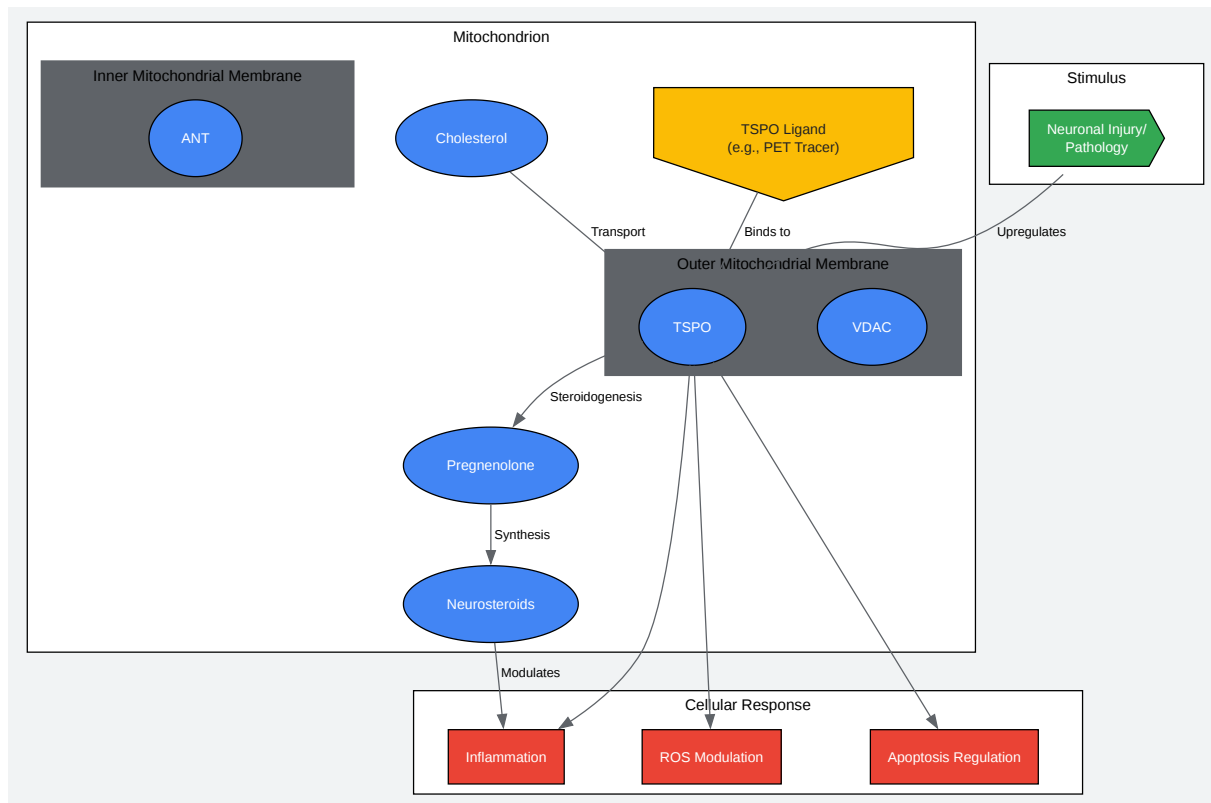 Mitochondrion
Inner Mitochondrial Membrane
ANT
Cholesterol
TSPO Ligand
(e.g., PET Tracer)
Stimulus
Neuronal Injury/
Pathology
Transport
Binds to
Upregulates
Outer Mitochondrial Membrane
TSPO
VDAC
Steroidogenesis
Pregnenolone
Synthesis
Neurosteroids
Modulates
Cellular Response
Inflammation
ROS Modulation
Apoptosis Regulation